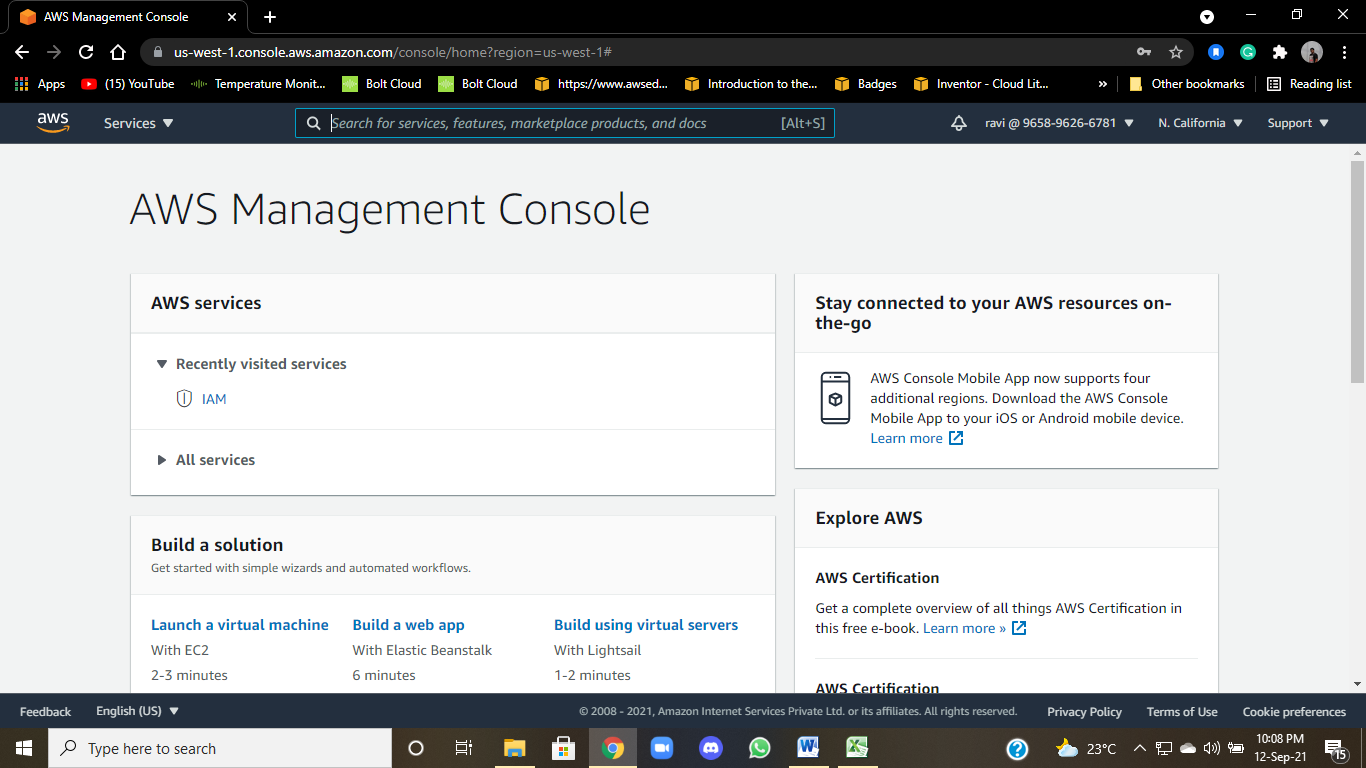 AWS Management Console
us-west-1.console.aws.amazon.com/console/home?region=us-west-1#
Apps
(15) YouTube
Temperature Monit...
Bolt Cloud
Bolt Cloud
https://www.awsed...
Introduction to the...
Badges
Inventor - Cloud Lit...
»
Other bookmarks
Reading list
aws
Services
Search for services, features, marketplace products, and docs
[Alt+S]
ravi @ 9658-9626-6781
N. California
Support
AWS Management Console
AWS services
Recently visited services
IAM
All services
Build a solution
Get started with simple wizards and automated workflows.
Launch a virtual machine
With EC2
2-3 minutes
Build a web app
With Elastic Beanstalk
6 minutes
Build using virtual servers
With Lightsail
1-2 minutes
Stay connected to your AWS resources on-
the-go
AWS Console Mobile App now supports four
additional regions. Download the AWS Console
Mobile App to your iOS or Android mobile device.
Learn more
Explore AWS
AWS Certification
Get a complete overview of all things AWS Certification in
this free e-book. Learn more »
AWS Certification
Feedback
English (US)
© 2008 - 2021, Amazon Internet Services Private Ltd. or its affiliates. All rights reserved.
Privacy Policy
Terms of Use
Cookie preferences
Type here to search
23°C
10:08 PM
12-Sep-21
15